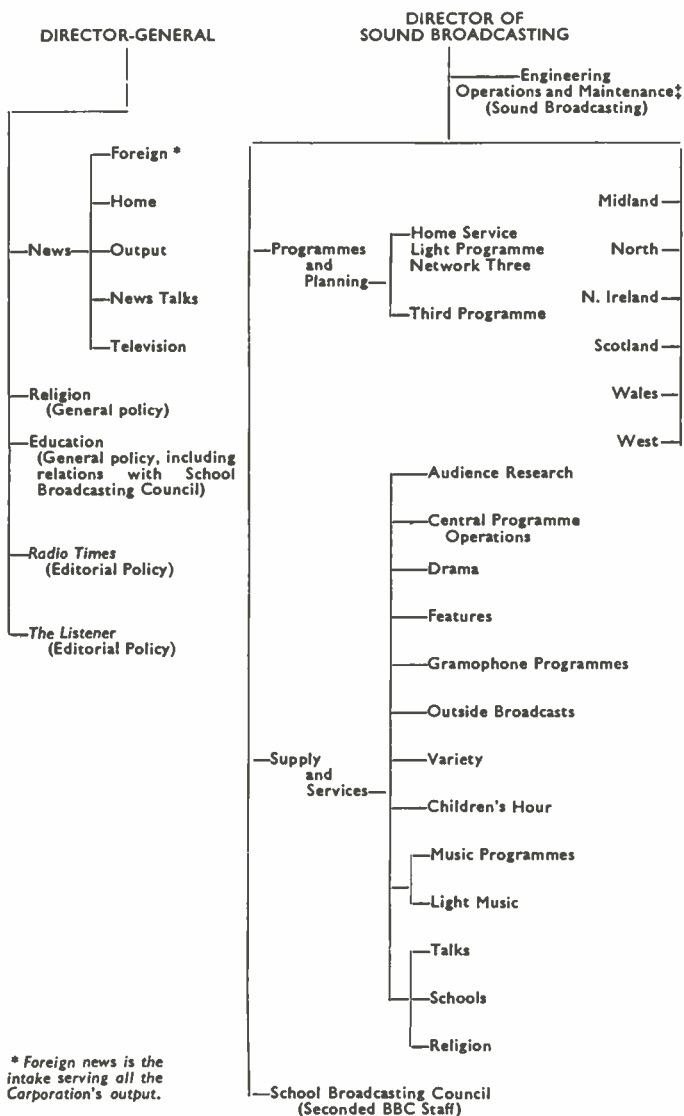 DIRECTOR-GENERAL
News
Foreign *
Home
Output
News Talks
Television
Religion
(General policy)
Education
(General policy, including
relations with School
Broadcasting Council)
Radio Times
(Editorial Policy)
The Listener
(Editorial Policy)
* Foreign news is the
intake serving all the
Carporation's output.
DIRECTOR OF
SOUND BROADCASTING
Engineering
Operations and Maintenance‡
(Sound Broadcasting)
Programmes
and
Planning
Home Service
Light Programme
Network Three
Third Programme
Midland
North
N. Ireland
Scotland
Wales
West
Supply
and
Services
Audience Research
Central Programme
Operations
Drama
Features
Gramophone Programmes
Outside Broadcasts
Variety
Children's Hour
Music Programmes
Light Music
Talks
Schools
Religion
School Broadcasting Council
(Seconded BBC Staff)